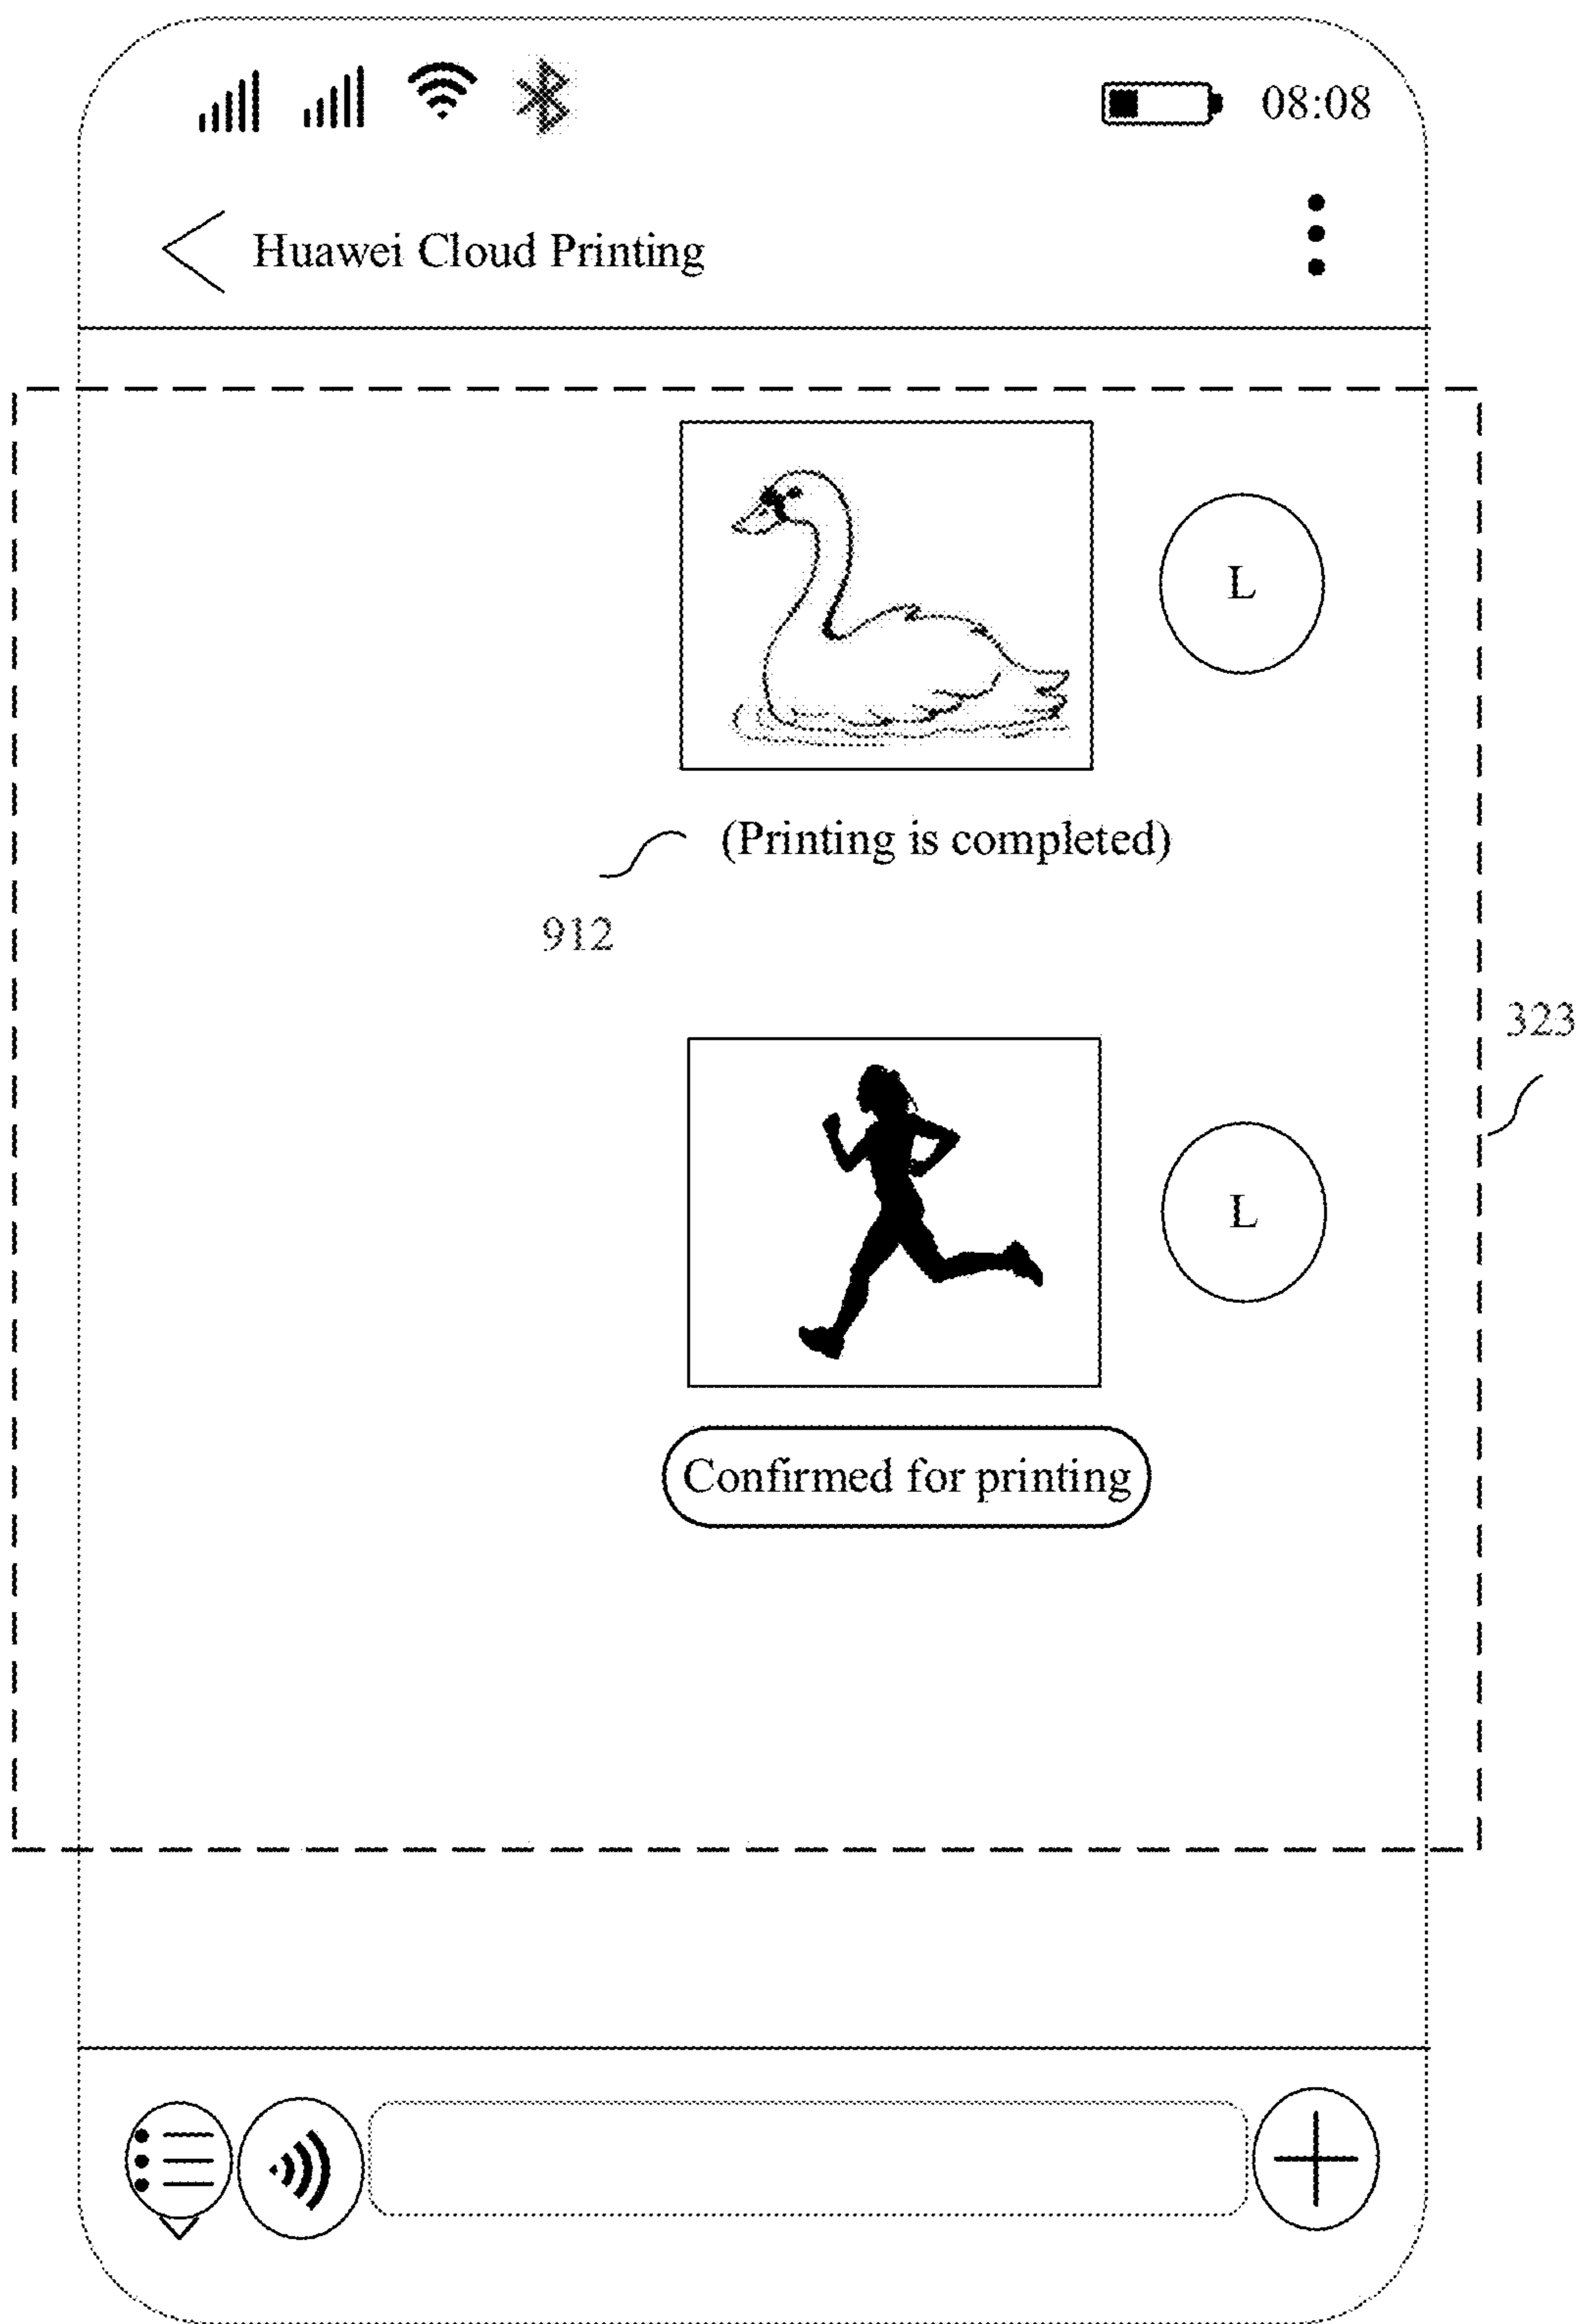 08:08
Huawei Cloud Printing
L
(Printing is completed)
912
323
L
Confirmed for printing